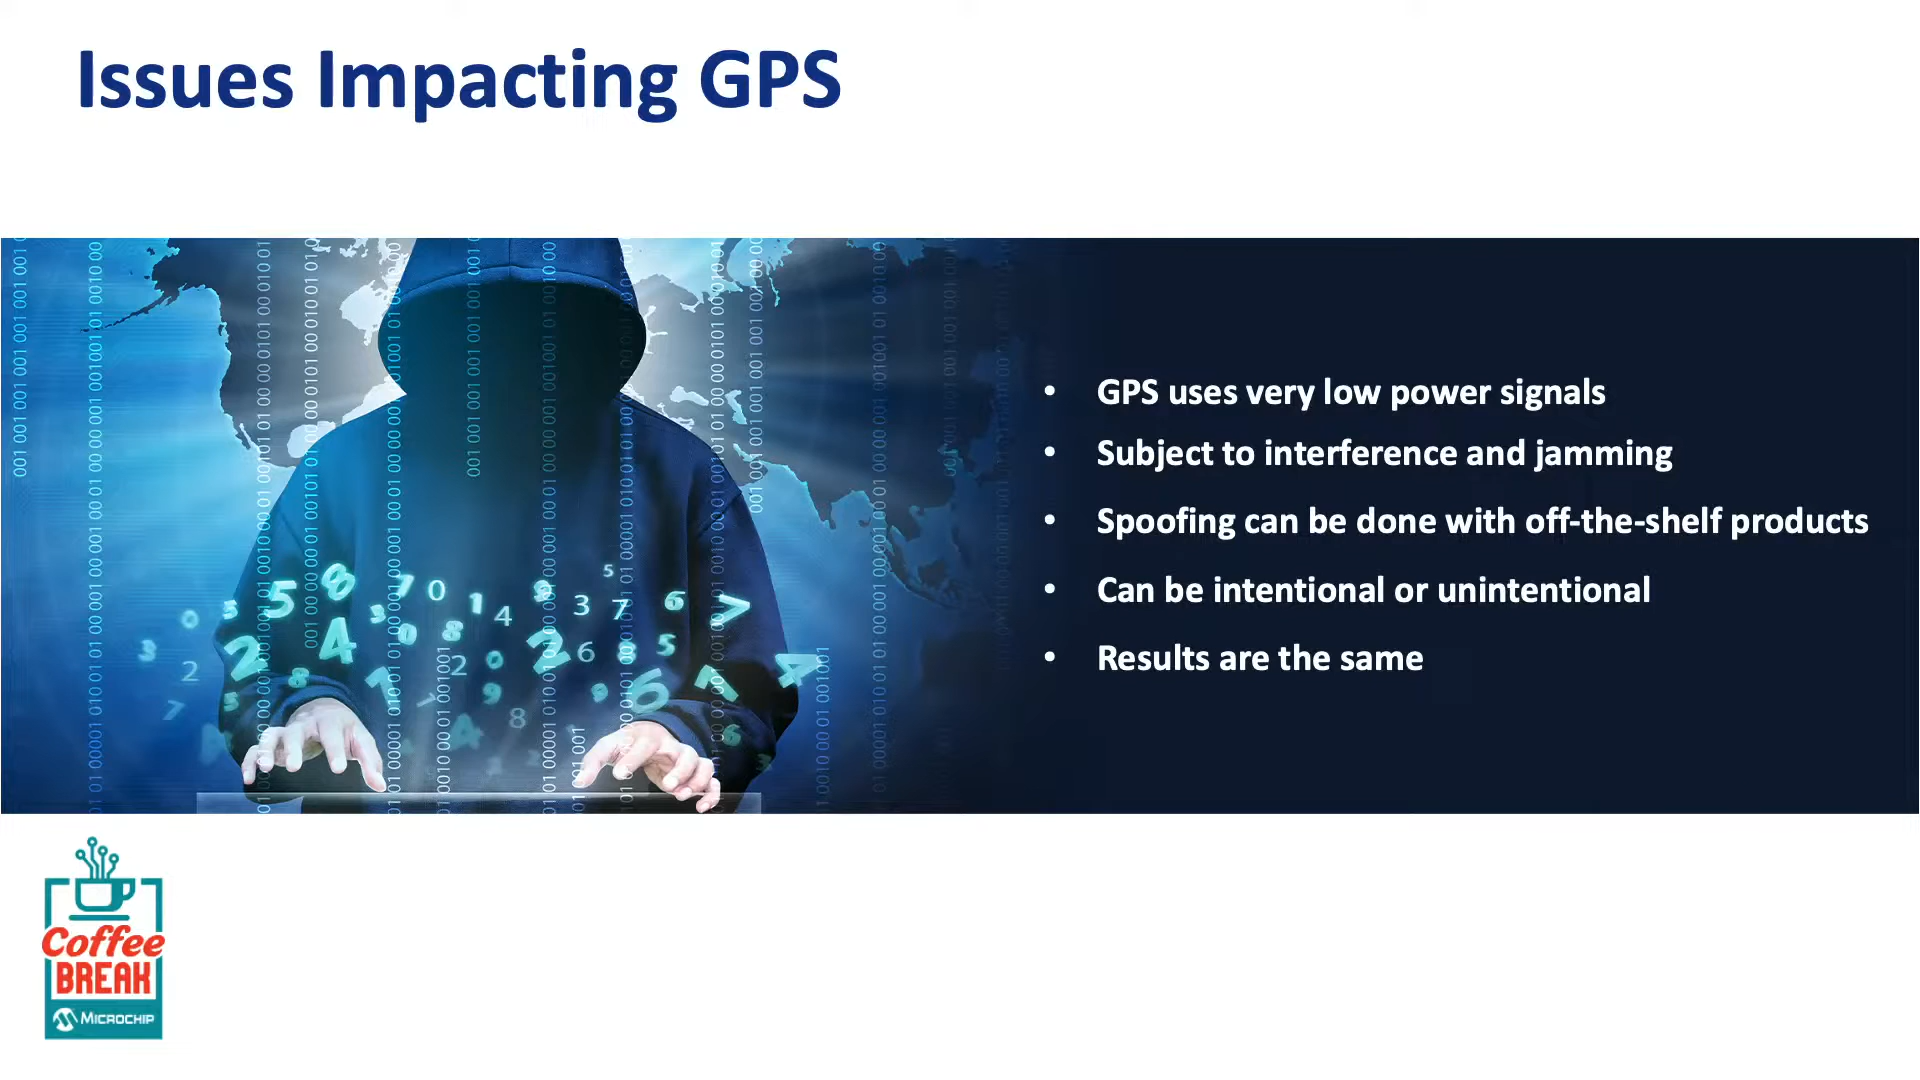 Issues Impacting GPS
• GPS uses very low power signals
• Subject to interference and jamming
• Spoofing can be done with off-the-shelf products
• Can be intentional or unintentional
• Results are the same
Coffee
BREAK
MICROCHIP